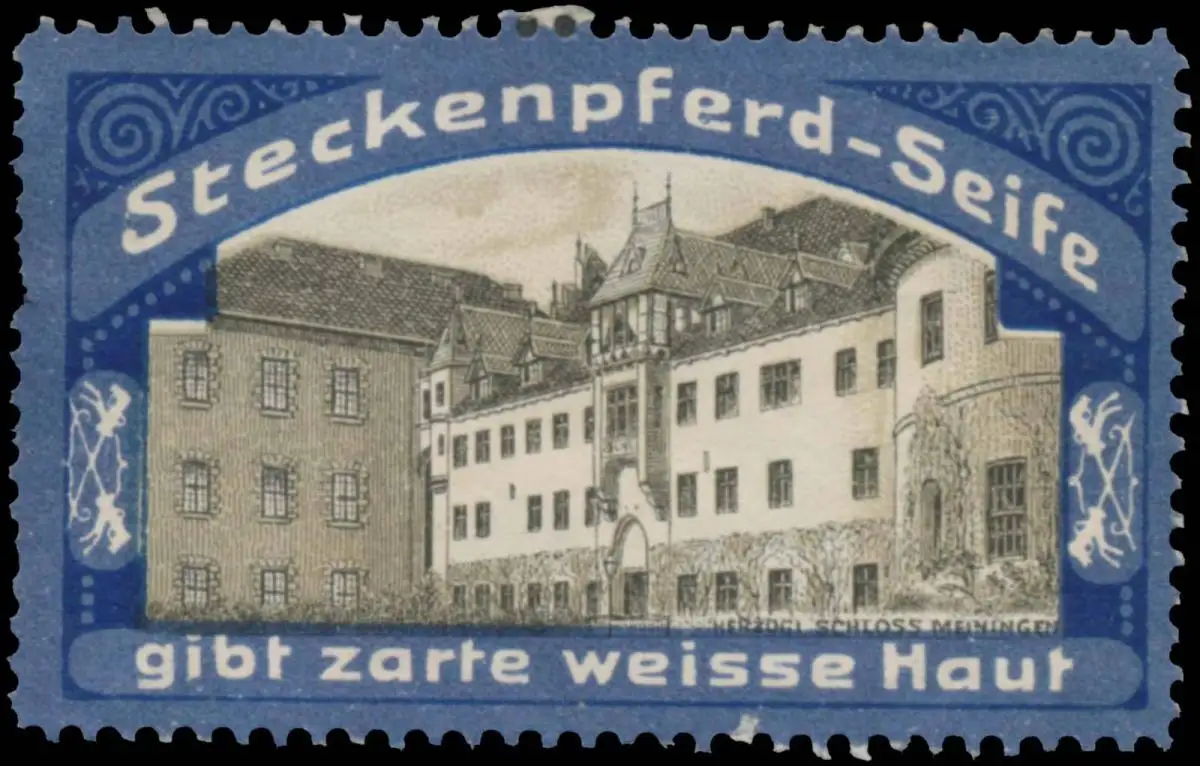 Steckenpferd-Seife
HERZOGL. SCHLOSS MEININGEN
gibt zarte weisse Haut